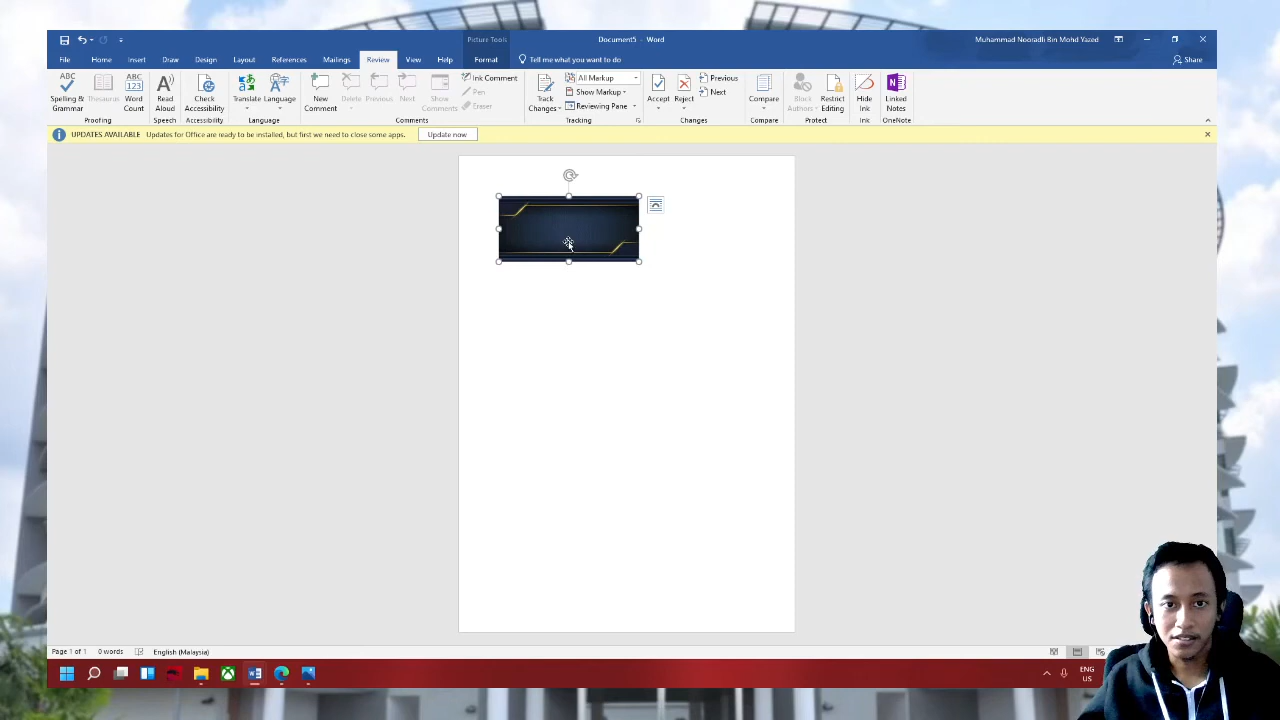 Picture Tools
Document5 - Word
Muhammad Nooradli Bin Mohd Yazed
File Home Insert Draw Design Layout References Mailings Review View Help Format Tell me what you want to do Share
Spelling & Grammar
Thesaurus
Word Count
Read Aloud
Check Accessibility
Translate
Language
New Comment
Delete
Previous
Next
Show Comments
Ink Comment
Pen
Eraser
Track Changes
All Markup
Show Markup
Reviewing Pane
Accept
Reject
Previous
Next
Compare
Block Authors
Restrict Editing
Hide Ink
Linked Notes
Proofing Speech Accessibility Language Comments Tracking Changes Compare Protect Ink OneNote
UPDATES AVAILABLE Updates for Office are ready to be installed, but first we need to close some apps. Update now
Page 1 of 1 0 words English (Malaysia)
ENG
US